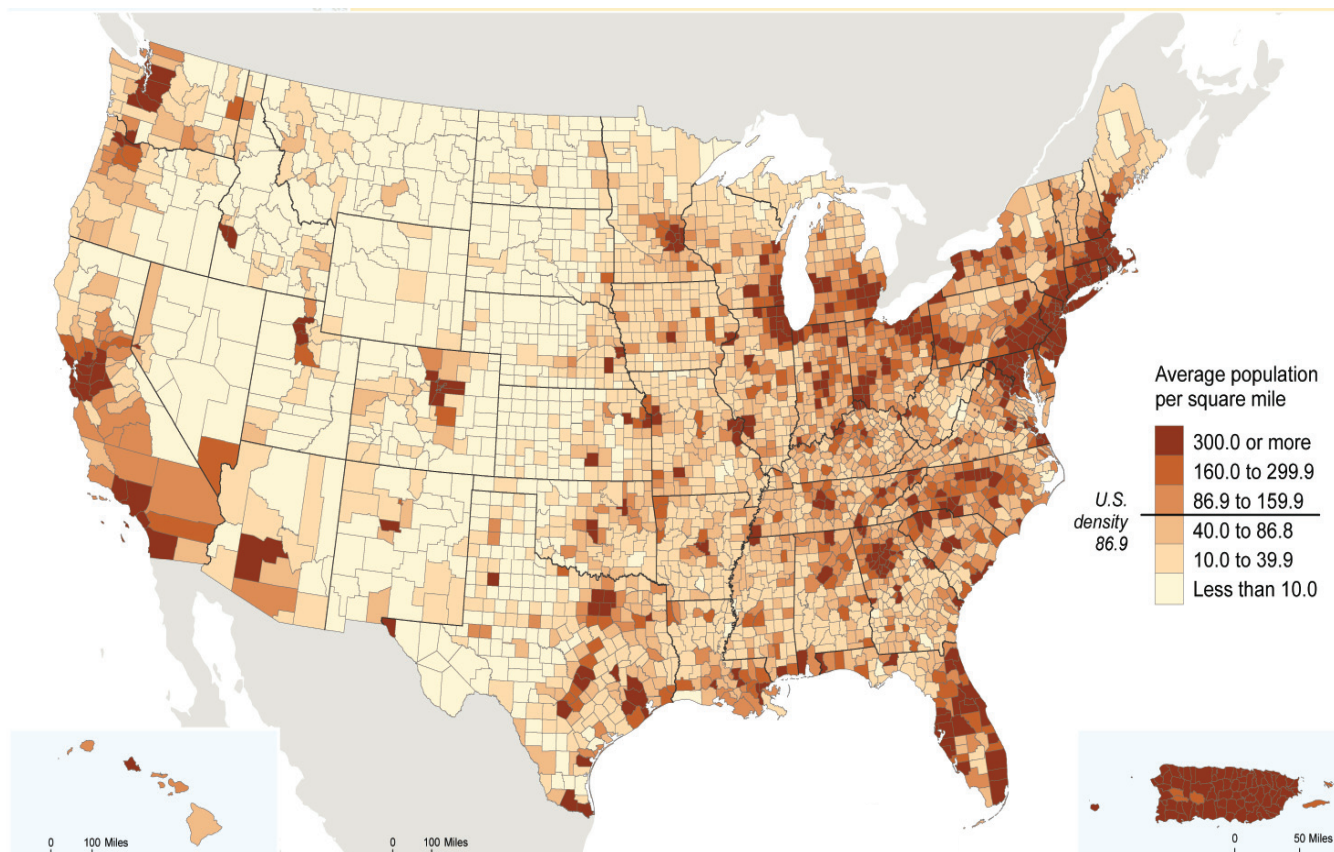 Average population
per square mile
300.0 or more
160.0 to 299.9
86.9 to 159.9
U.S.
density
86.9
40.0 to 86.8
10.0 to 39.9
Less than 10.0
0 100 Miles
0 100 Miles
0 50 Miles